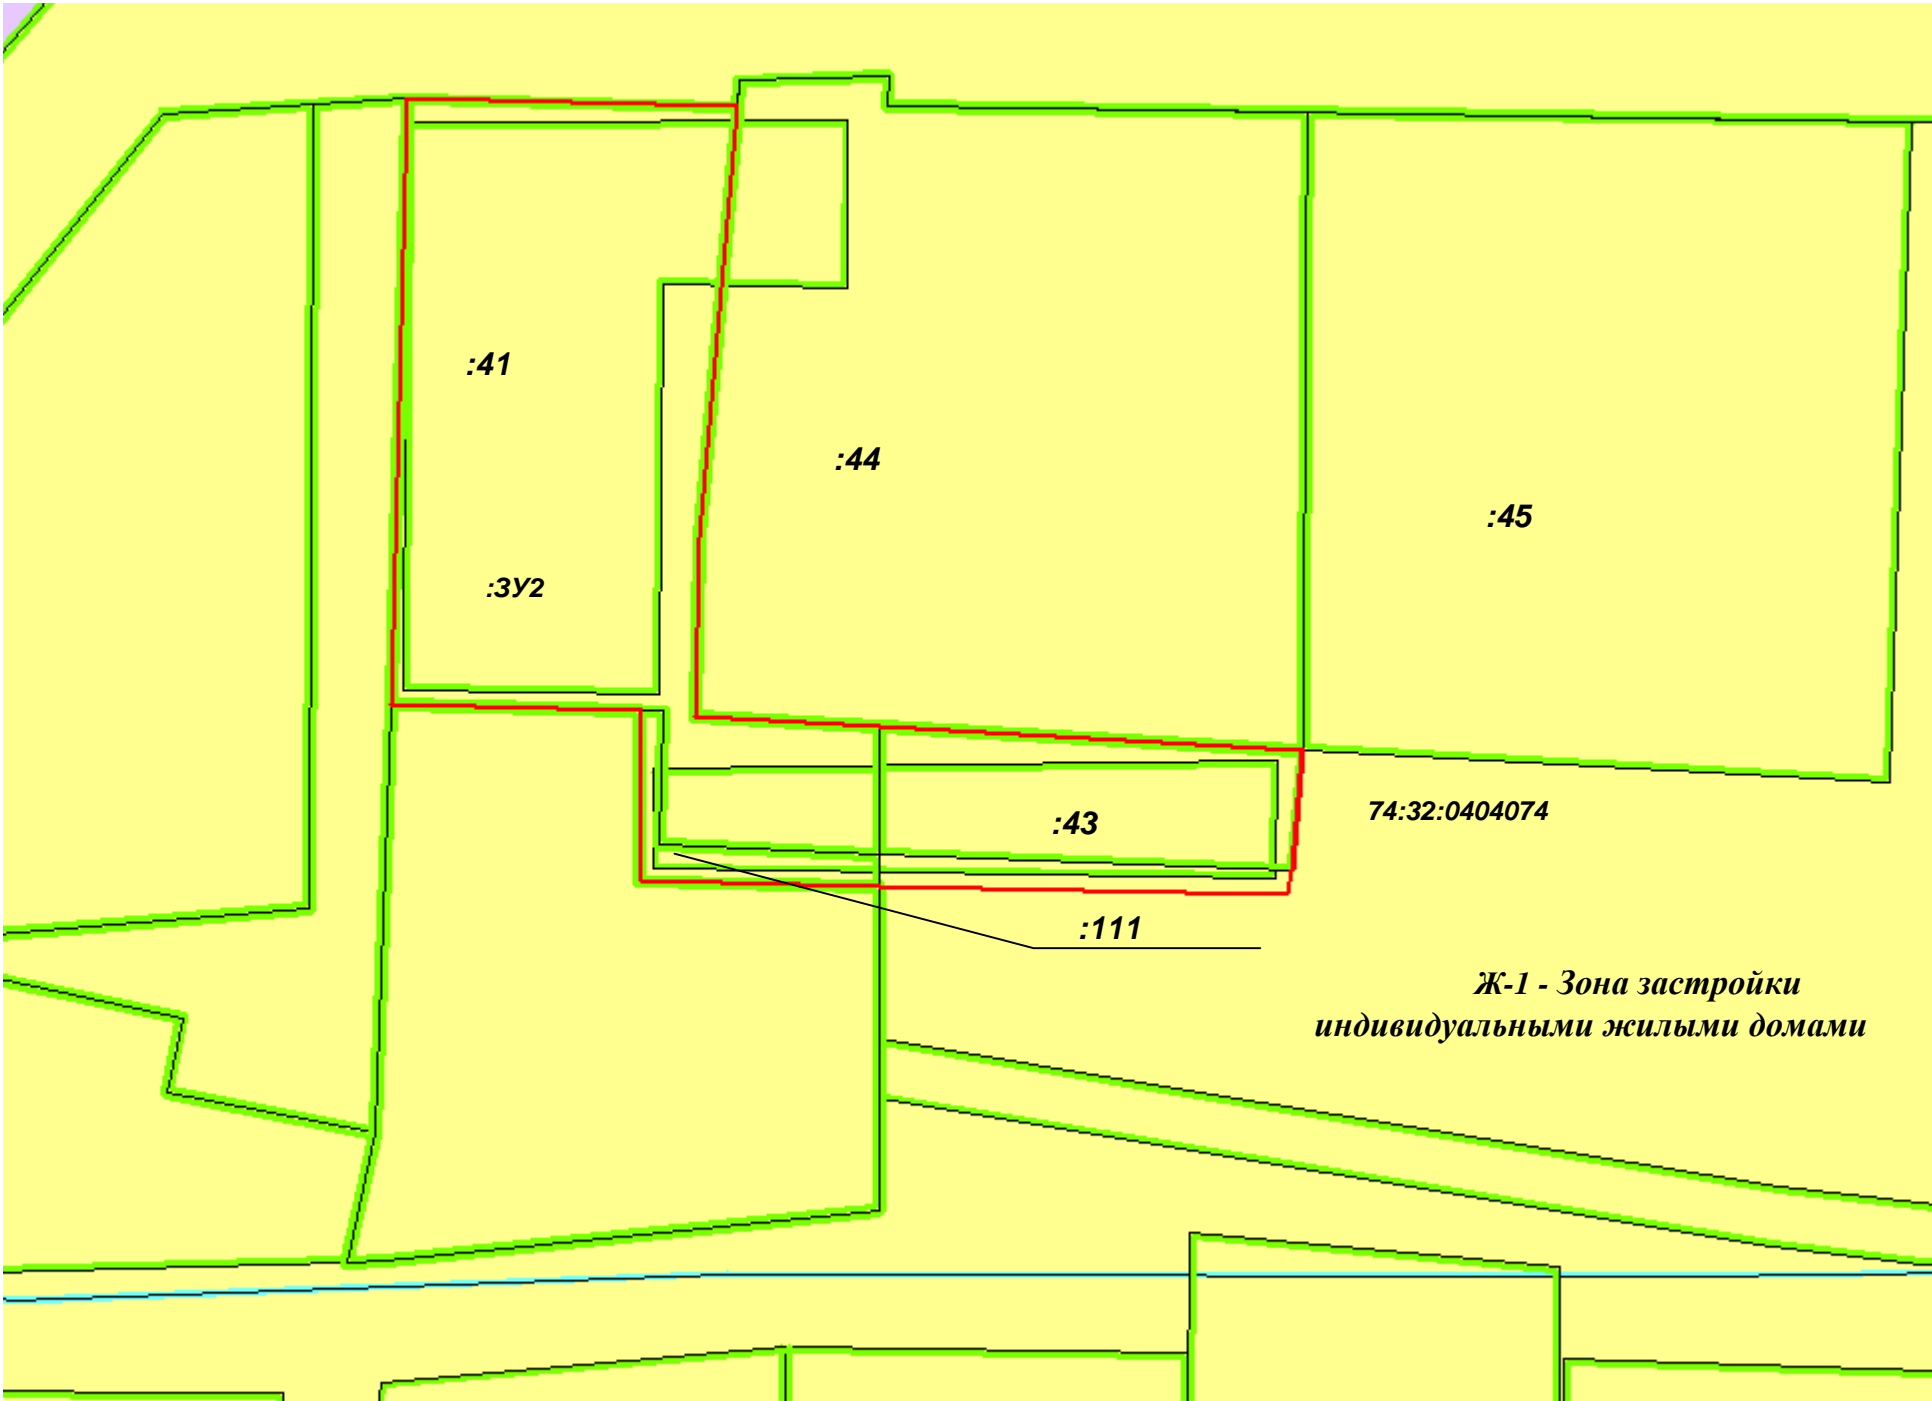 :41
:44
:45
:ЗУ2
74:32:0404074
:43
:111
Ж-1 - Зона застройки
индивидуальными жилыми домами